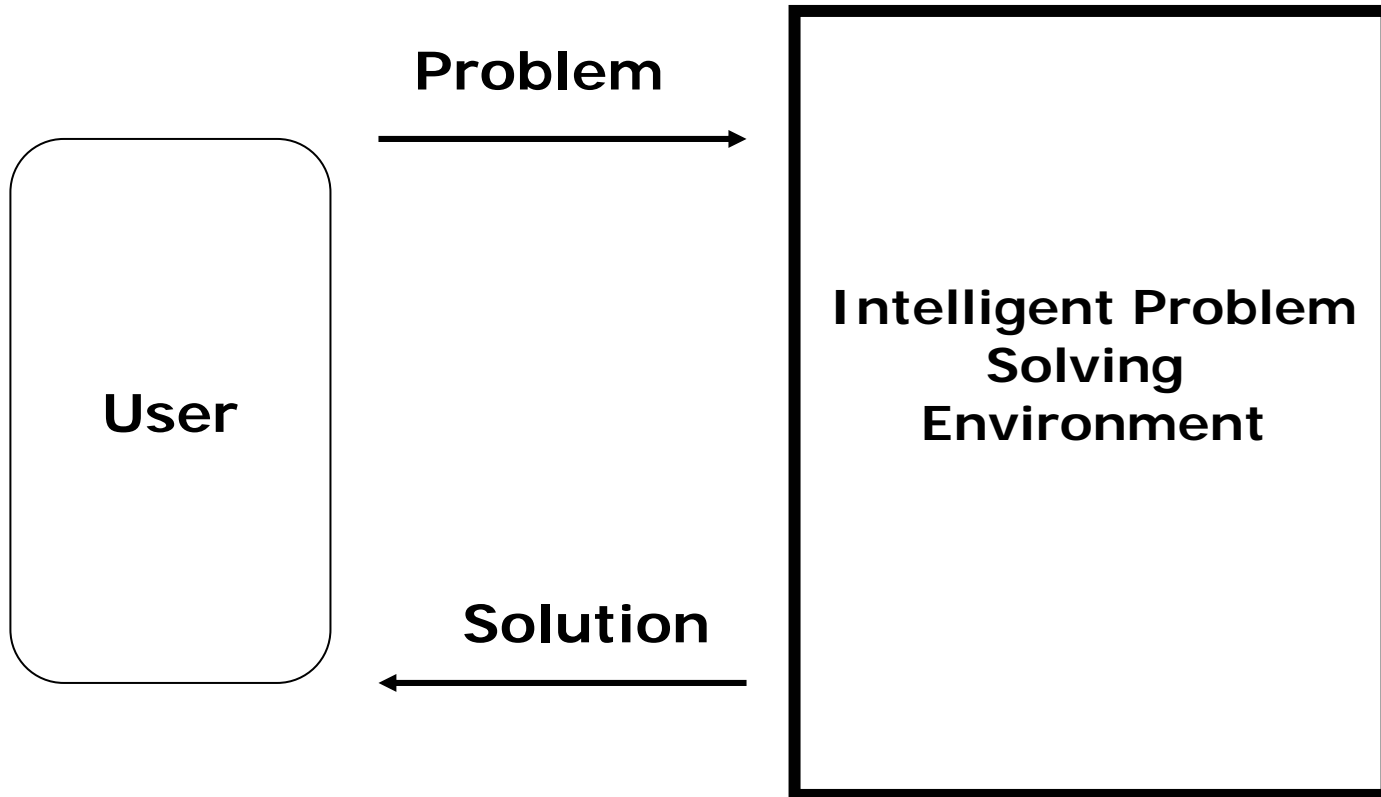 Problem
User
Intelligent Problem
Solving
Environment
Solution